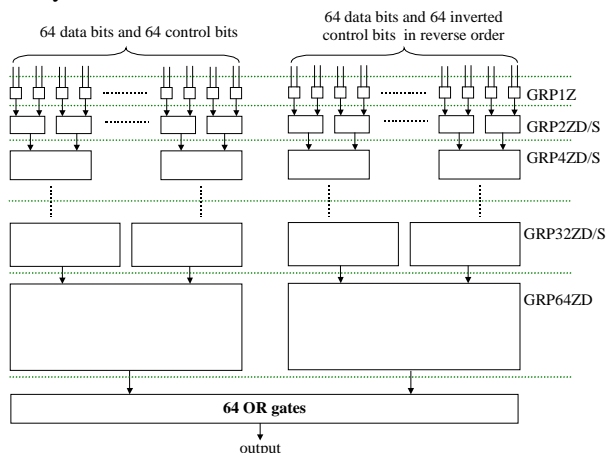 64 data bits and 64 control bits
64 data bits and 64 inverted
control bits in reverse order
GRP1Z
GRP2ZD/S
GRP4ZD/S
GRP32ZD/S
GRP64ZD
64 OR gates
output